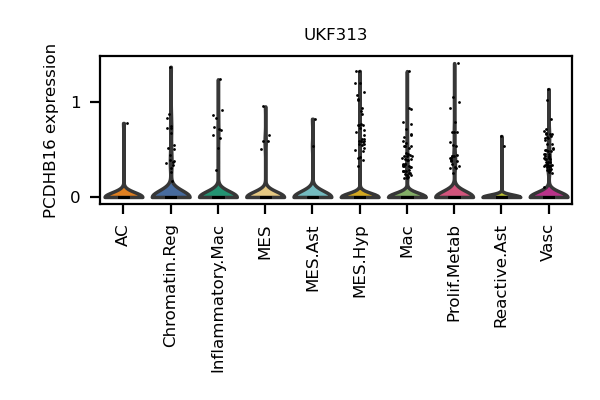 UKF313
PCDHB16 expression
1
0
AC
Chromatin.Reg
Inflammatory.Mac
MES
MES.Ast
MES.Hyp
Mac
Prolif.Metab
Reactive.Ast
Vasc